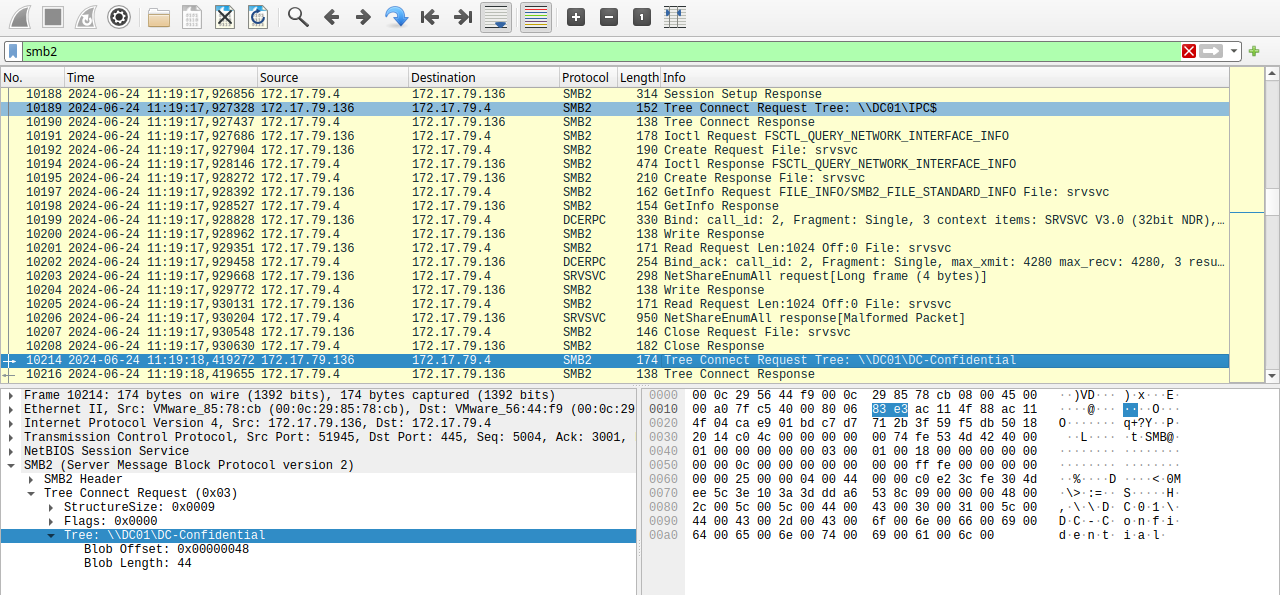 smb2
No. Time Source Destination Protocol Length Info
10188 2024-06-24 11:19:17,926856 172.17.79.4 172.17.79.136 SMB2 314 Session Setup Response
10189 2024-06-24 11:19:17,927328 172.17.79.136 172.17.79.4 SMB2 152 Tree Connect Request Tree: \\DC01\IPC$
10190 2024-06-24 11:19:17,927437 172.17.79.4 172.17.79.136 SMB2 138 Tree Connect Response
10191 2024-06-24 11:19:17,927686 172.17.79.136 172.17.79.4 SMB2 178 Ioctl Request FSCTL_QUERY_NETWORK_INTERFACE_INFO
10192 2024-06-24 11:19:17,927904 172.17.79.136 172.17.79.4 SMB2 190 Create Request File: srvsvc
10194 2024-06-24 11:19:17,928146 172.17.79.4 172.17.79.136 SMB2 474 Ioctl Response FSCTL_QUERY_NETWORK_INTERFACE_INFO
10195 2024-06-24 11:19:17,928272 172.17.79.4 172.17.79.136 SMB2 210 Create Response File: srvsvc
10197 2024-06-24 11:19:17,928392 172.17.79.136 172.17.79.4 SMB2 162 GetInfo Request FILE_INFO/SMB2_FILE_STANDARD_INFO File: srvsvc
10198 2024-06-24 11:19:17,928527 172.17.79.4 172.17.79.136 SMB2 154 GetInfo Response
10199 2024-06-24 11:19:17,928828 172.17.79.136 172.17.79.4 DCERPC 330 Bind: call_id: 2, Fragment: Single, 3 context items: SRVSVC V3.0 (32bit NDR),…
10200 2024-06-24 11:19:17,928962 172.17.79.4 172.17.79.136 SMB2 138 Write Response
10201 2024-06-24 11:19:17,929351 172.17.79.136 172.17.79.4 SMB2 171 Read Request Len:1024 Off:0 File: srvsvc
10202 2024-06-24 11:19:17,929458 172.17.79.4 172.17.79.136 DCERPC 254 Bind_ack: call_id: 2, Fragment: Single, max_xmit: 4280 max_recv: 4280, 3 resu…
10203 2024-06-24 11:19:17,929668 172.17.79.136 172.17.79.4 SRVSVC 298 NetShareEnumAll request[Long frame (4 bytes)]
10204 2024-06-24 11:19:17,929772 172.17.79.4 172.17.79.136 SMB2 138 Write Response
10205 2024-06-24 11:19:17,930131 172.17.79.136 172.17.79.4 SMB2 171 Read Request Len:1024 Off:0 File: srvsvc
10206 2024-06-24 11:19:17,930204 172.17.79.4 172.17.79.136 SRVSVC 950 NetShareEnumAll response[Malformed Packet]
10207 2024-06-24 11:19:17,930548 172.17.79.136 172.17.79.4 SMB2 146 Close Request File: srvsvc
10208 2024-06-24 11:19:17,930630 172.17.79.4 172.17.79.136 SMB2 182 Close Response
10214 2024-06-24 11:19:18,419272 172.17.79.136 172.17.79.4 SMB2 174 Tree Connect Request Tree: \\DC01\DC-Confidential
10216 2024-06-24 11:19:18,419655 172.17.79.4 172.17.79.136 SMB2 138 Tree Connect Response
Frame 10214: 174 bytes on wire (1392 bits), 174 bytes captured (1392 bits)
Ethernet II, Src: VMware_85:78:cb (00:0c:29:85:78:cb), Dst: VMware_56:44:f9 (00:0c:29
Internet Protocol Version 4, Src: 172.17.79.136, Dst: 172.17.79.4
Transmission Control Protocol, Src Port: 51945, Dst Port: 445, Seq: 5004, Ack: 3001,
NetBIOS Session Service
SMB2 (Server Message Block Protocol version 2)
SMB2 Header
Tree Connect Request (0x03)
StructureSize: 0x0009
Flags: 0x0000
Tree: \\DC01\DC-Confidential
Blob Offset: 0x00000048
Blob Length: 44
0000 00 0c 29 56 44 f9 00 0c 29 85 78 cb 08 00 45 00 ··)VD··· )·x···E·
0010 00 a0 7f c5 40 00 80 06 83 e3 ac 11 4f 88 ac 11 ····@··· ····O···
0020 4f 04 ca e9 01 bd c7 d7 71 2b 3f 59 f5 db 50 18 O······· q+?Y··P·
0030 20 14 c0 4c 00 00 00 00 00 74 fe 53 4d 42 40 00  ··L···· ·t·SMB@·
0040 01 00 00 00 00 00 03 00 01 00 18 00 00 00 00 00 ········ ········
0050 00 00 0c 00 00 00 00 00 00 00 ff fe 00 00 00 00 ········ ········
0060 00 00 25 00 00 04 00 44 00 00 c0 e2 3c fe 30 4d ··%····D ····<·0M
0070 ee 5c 3e 10 3a 3d dd a6 53 8c 09 00 00 00 48 00 ·\>·:=·· S·····H·
0080 2c 00 5c 00 5c 00 44 00 43 00 30 00 31 00 5c 00 ,·\·\·D· C·0·1·\·
0090 44 00 43 00 2d 00 43 00 6f 00 6e 00 66 00 69 00 D·C·-·C· o·n·f·i·
00a0 64 00 65 00 6e 00 74 00 69 00 61 00 6c 00 d·e·n·t· i·a·l·